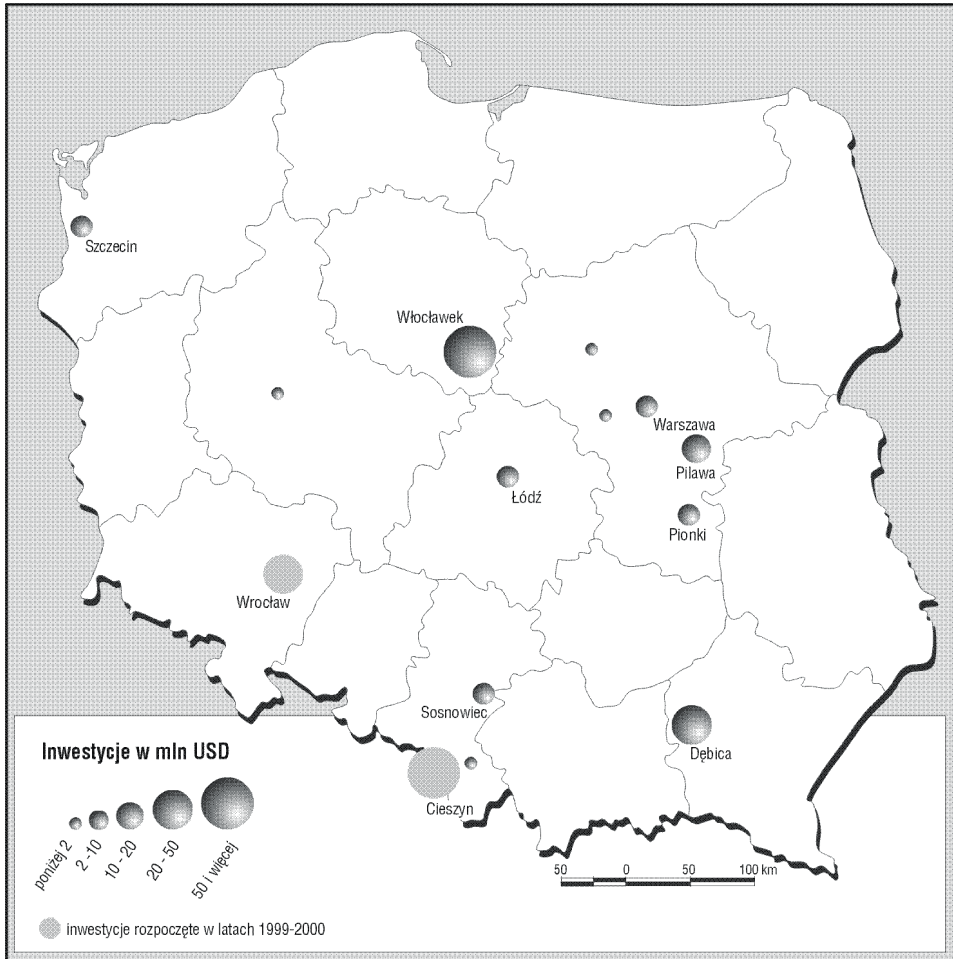 Szczecin
Włocławek
Warszawa
Pilawa
Łódź
Pionki
Wrocław
Sosnowiec
Dębica
Cieszyn
Inwestycje w mln USD
poniżej 2
2 -10
10 - 20
20 - 50
50 i więcej
50 0 50 100 km
inwestycje rozpoczęte w latach 1999-2000